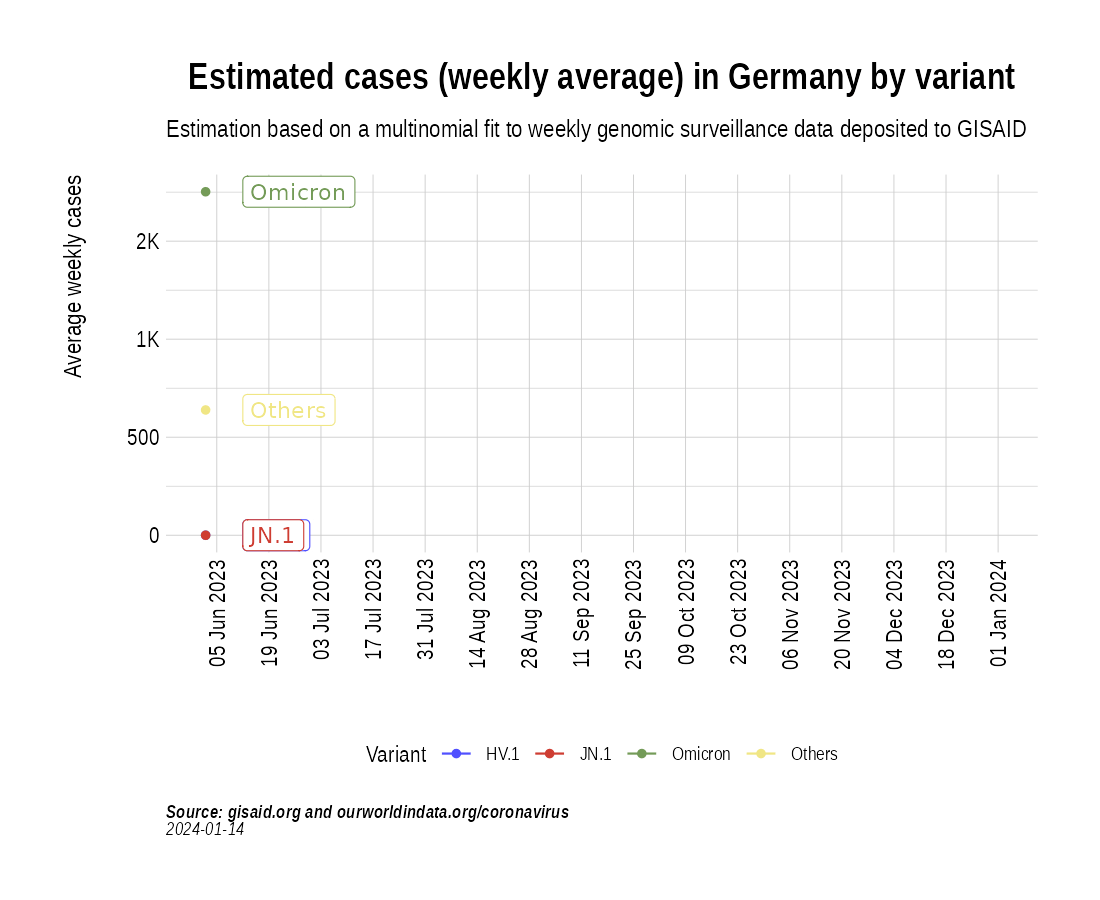 Estimated cases (weekly average) in Germany by variant
Estimation based on a multinomial fit to weekly genomic surveillance data deposited to GISAID
Average weekly cases
2K
1K
500
0
Omicron
Others
JN.1
05 Jun 2023
19 Jun 2023
03 Jul 2023
17 Jul 2023
31 Jul 2023
14 Aug 2023
28 Aug 2023
11 Sep 2023
25 Sep 2023
09 Oct 2023
23 Oct 2023
06 Nov 2023
20 Nov 2023
04 Dec 2023
18 Dec 2023
01 Jan 2024
Variant HV.1 JN.1 Omicron Others
Source: gisaid.org and ourworldindata.org/coronavirus
2024-01-14